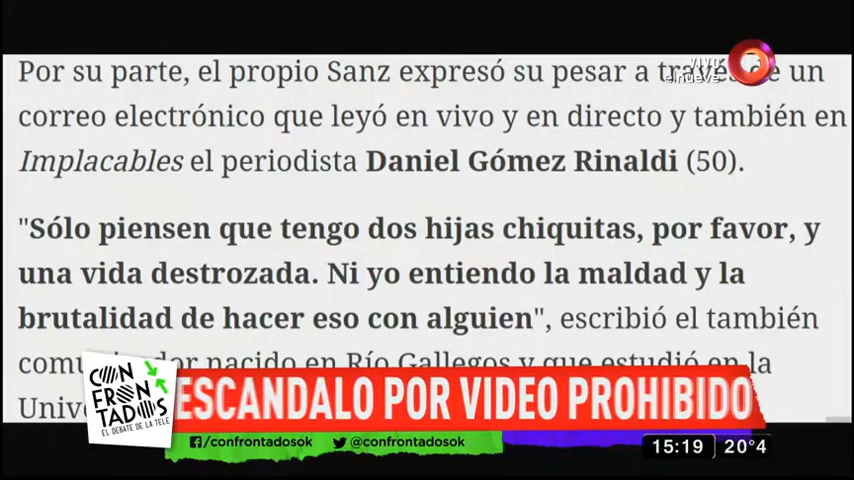 Por su parte, el propio Sanz expresó su pesar a través de un
correo electrónico que leyó en vivo y en directo y también en
Implacables el periodista Daniel Gómez Rinaldi (50).
"Sólo piensen que tengo dos hijas chiquitas, por favor, y
una vida destrozada. Ni yo entiendo la maldad y la
brutalidad de hacer eso con alguien", escribió el también
nacido en Río Gallegos y que estudió en la
VIVO
elnueve
CONFRONTADOS
EL DEBATE DE LA TELE
ESCANDALO POR VIDEO PROHIBIDO
/confrontadosok
@confrontadosok
15:19 20°4